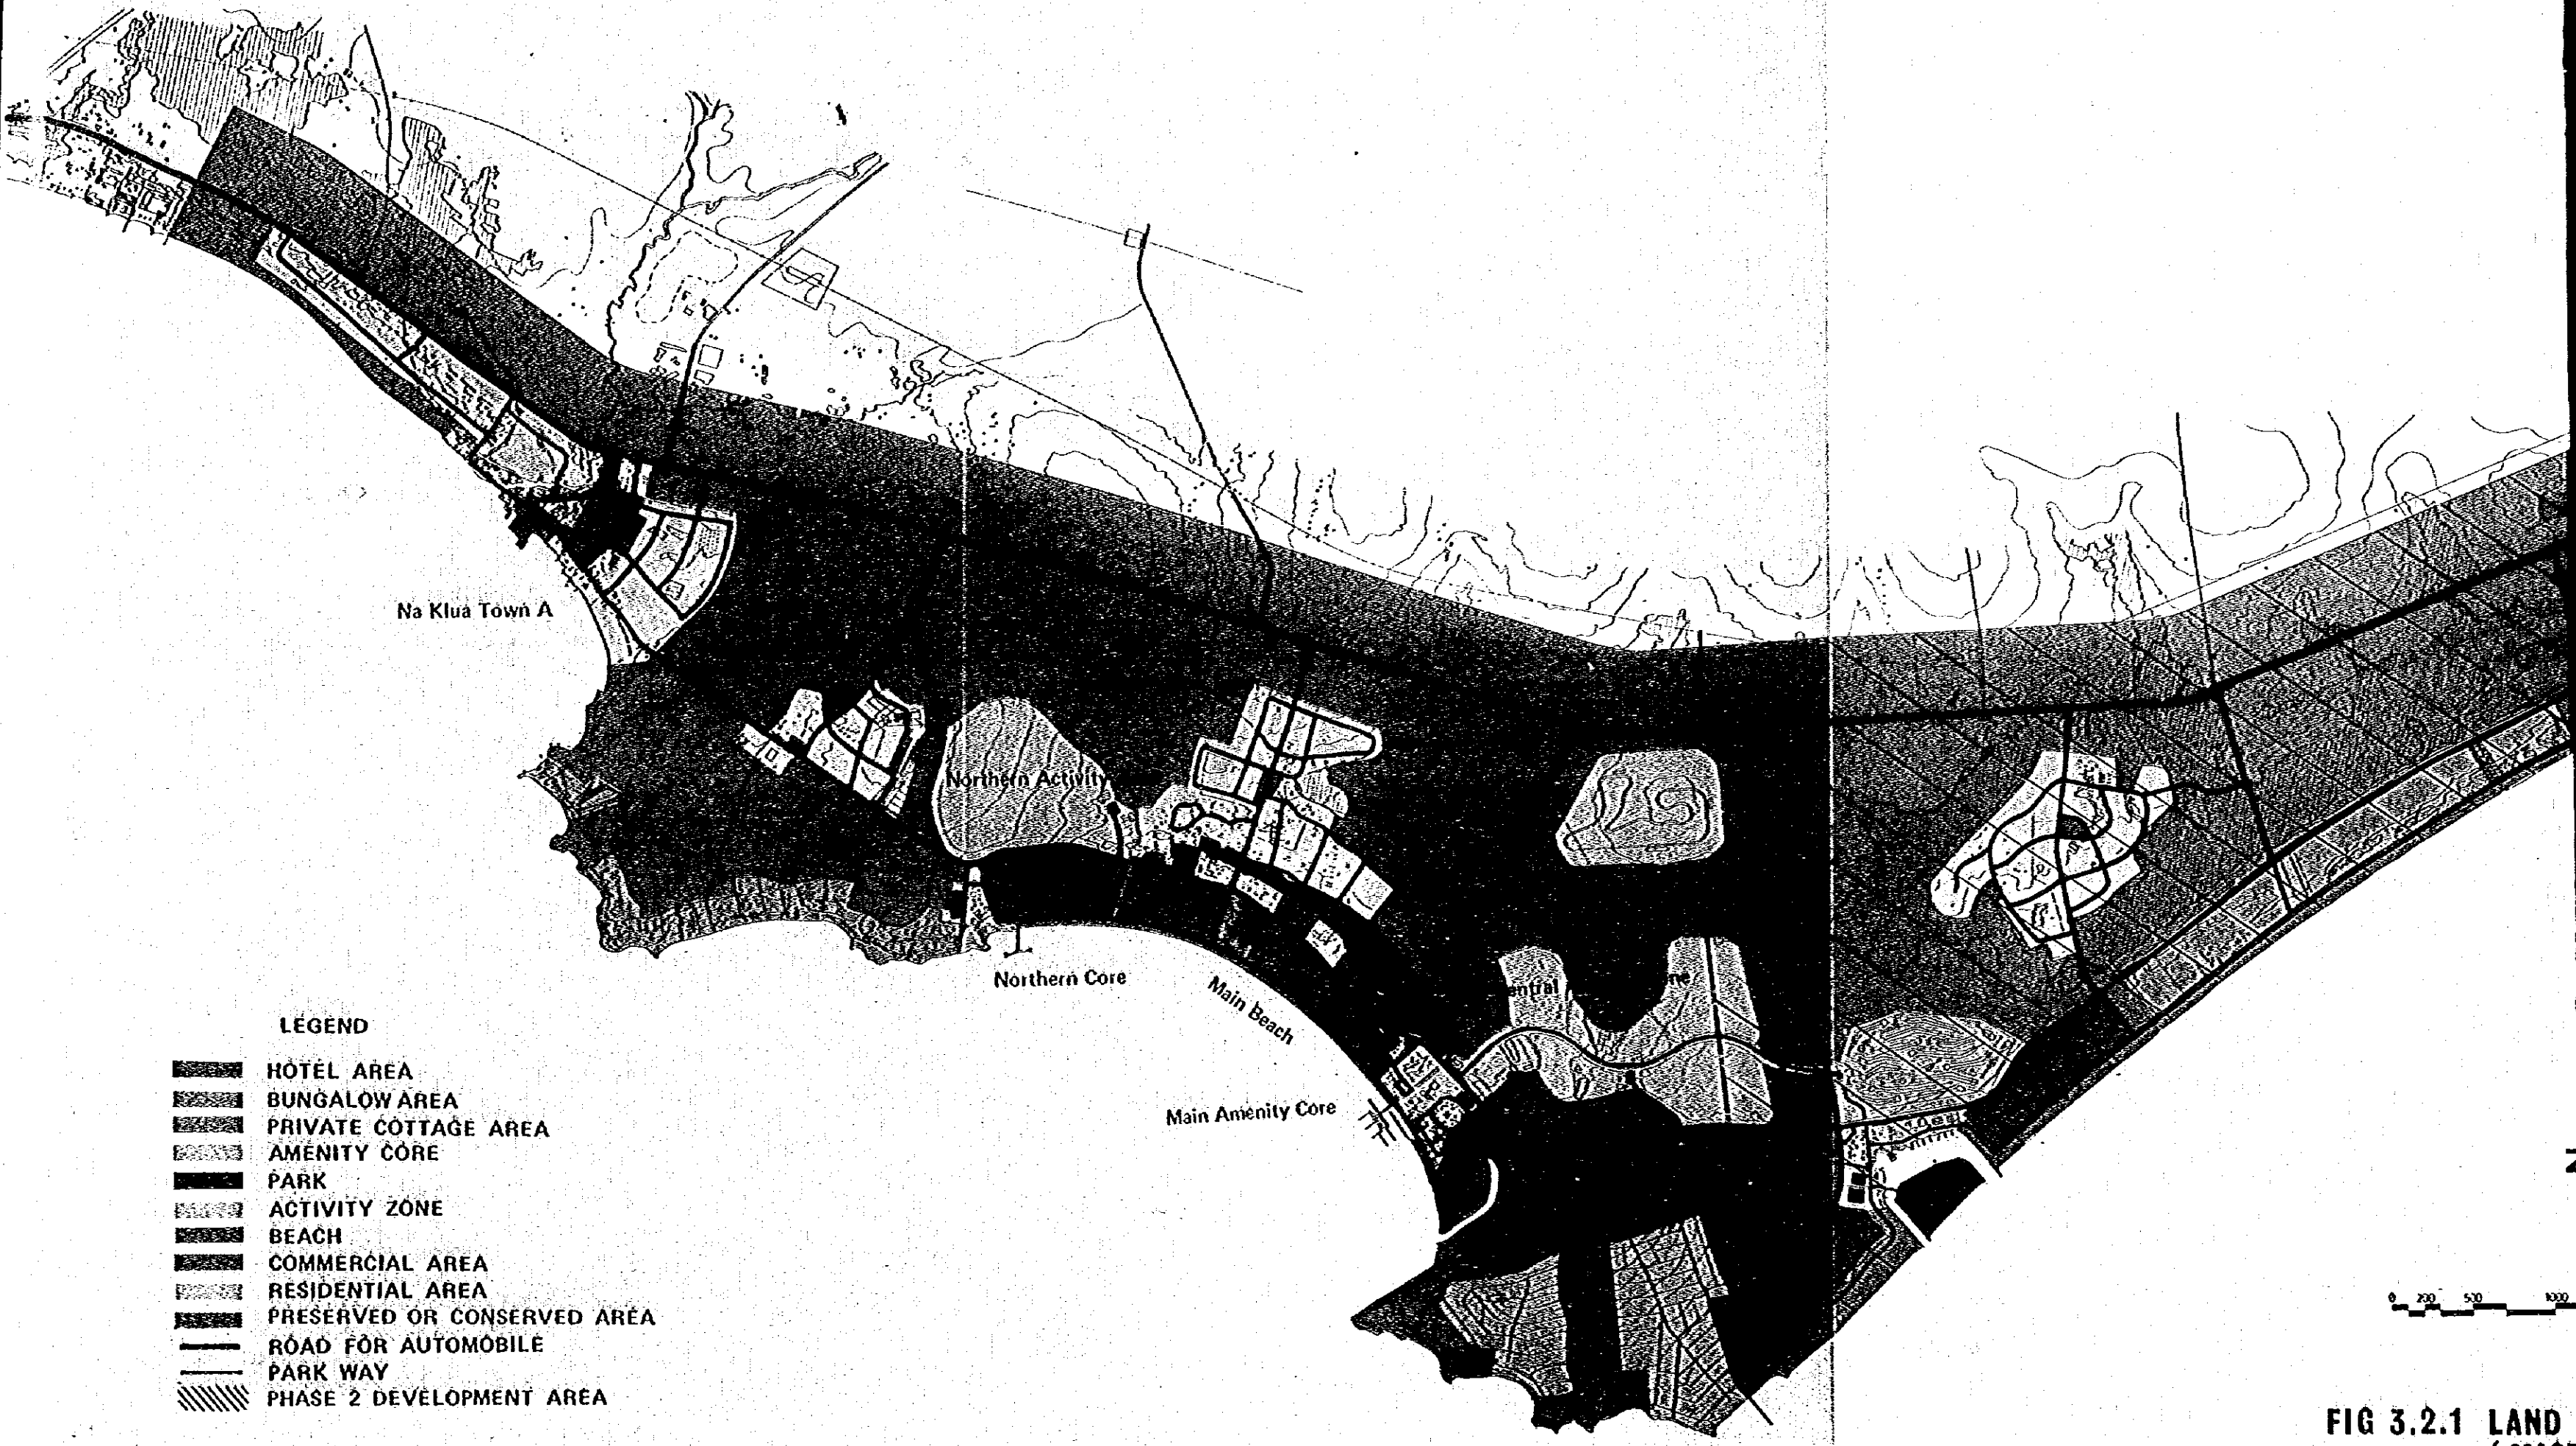 Na Klua Town A
Northern Activity
Northern Core
Main Beach
Main Amenity Core
LEGEND
HOTEL AREA
BUNGALOW AREA
PRIVATE COTTAGE AREA
AMENITY CORE
PARK
ACTIVITY ZONE
BEACH
COMMERCIAL AREA
RESIDENTIAL AREA
PRESERVED OR CONSERVED AREA
ROAD FOR AUTOMOBILE
PARK WAY
PHASE 2 DEVELOPMENT AREA
0 200 500 1000
FIG 3.2.1 LAND